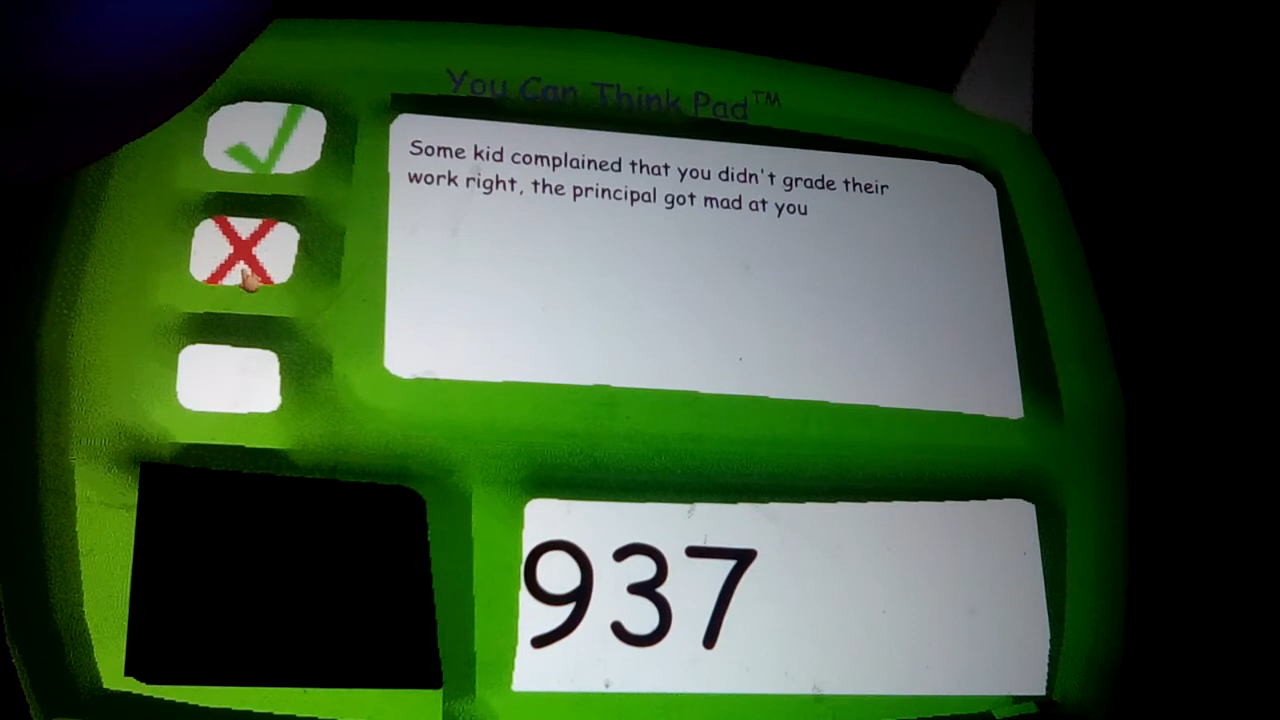 You Can Think Pad™
Some kid complained that you didn't grade their
work right, the principal got mad at you
937